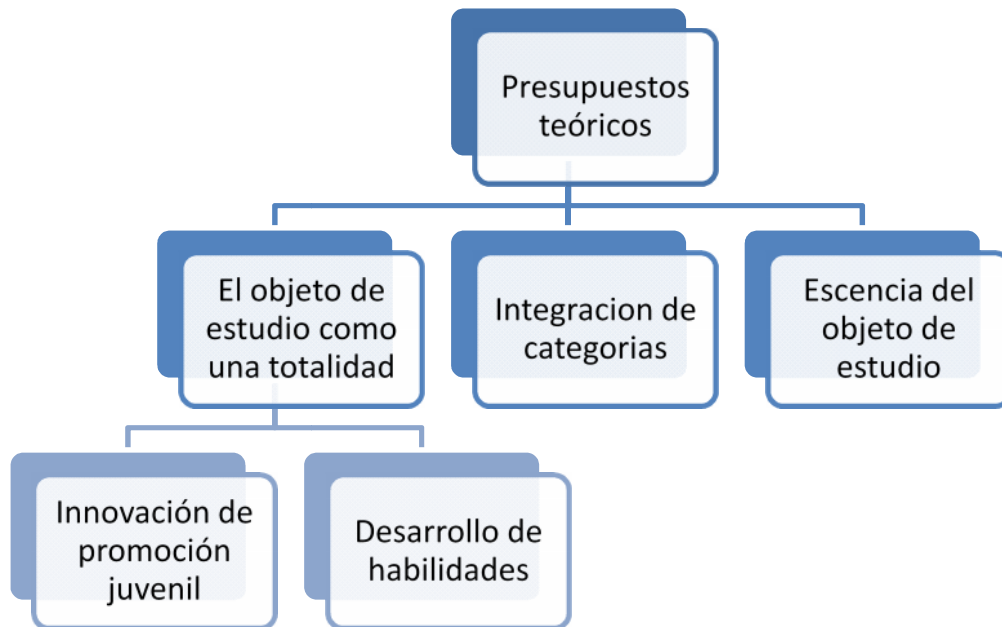 Presupuestos
teóricos
El objeto de
estudio como
una totalidad
Integracion de
categorias
Escencia del
objeto de
estudio
Innovación de
promoción
juvenil
Desarrollo de
habilidades